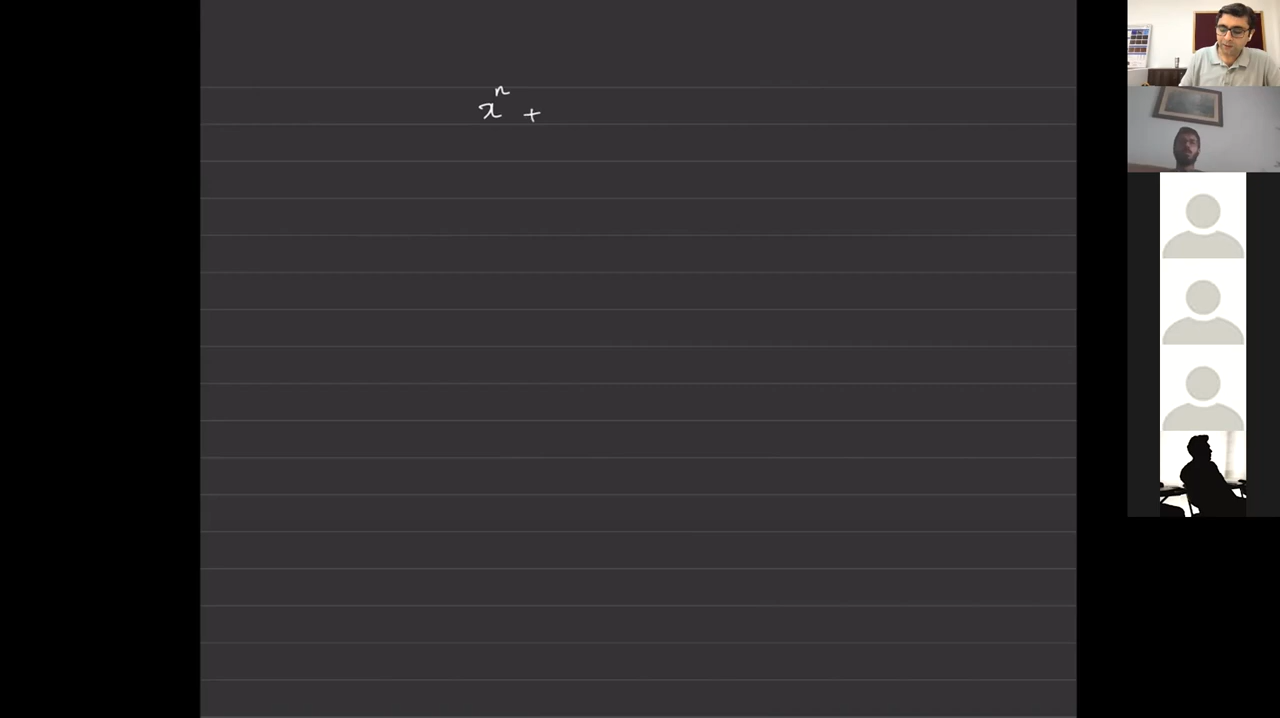 xⁿ +